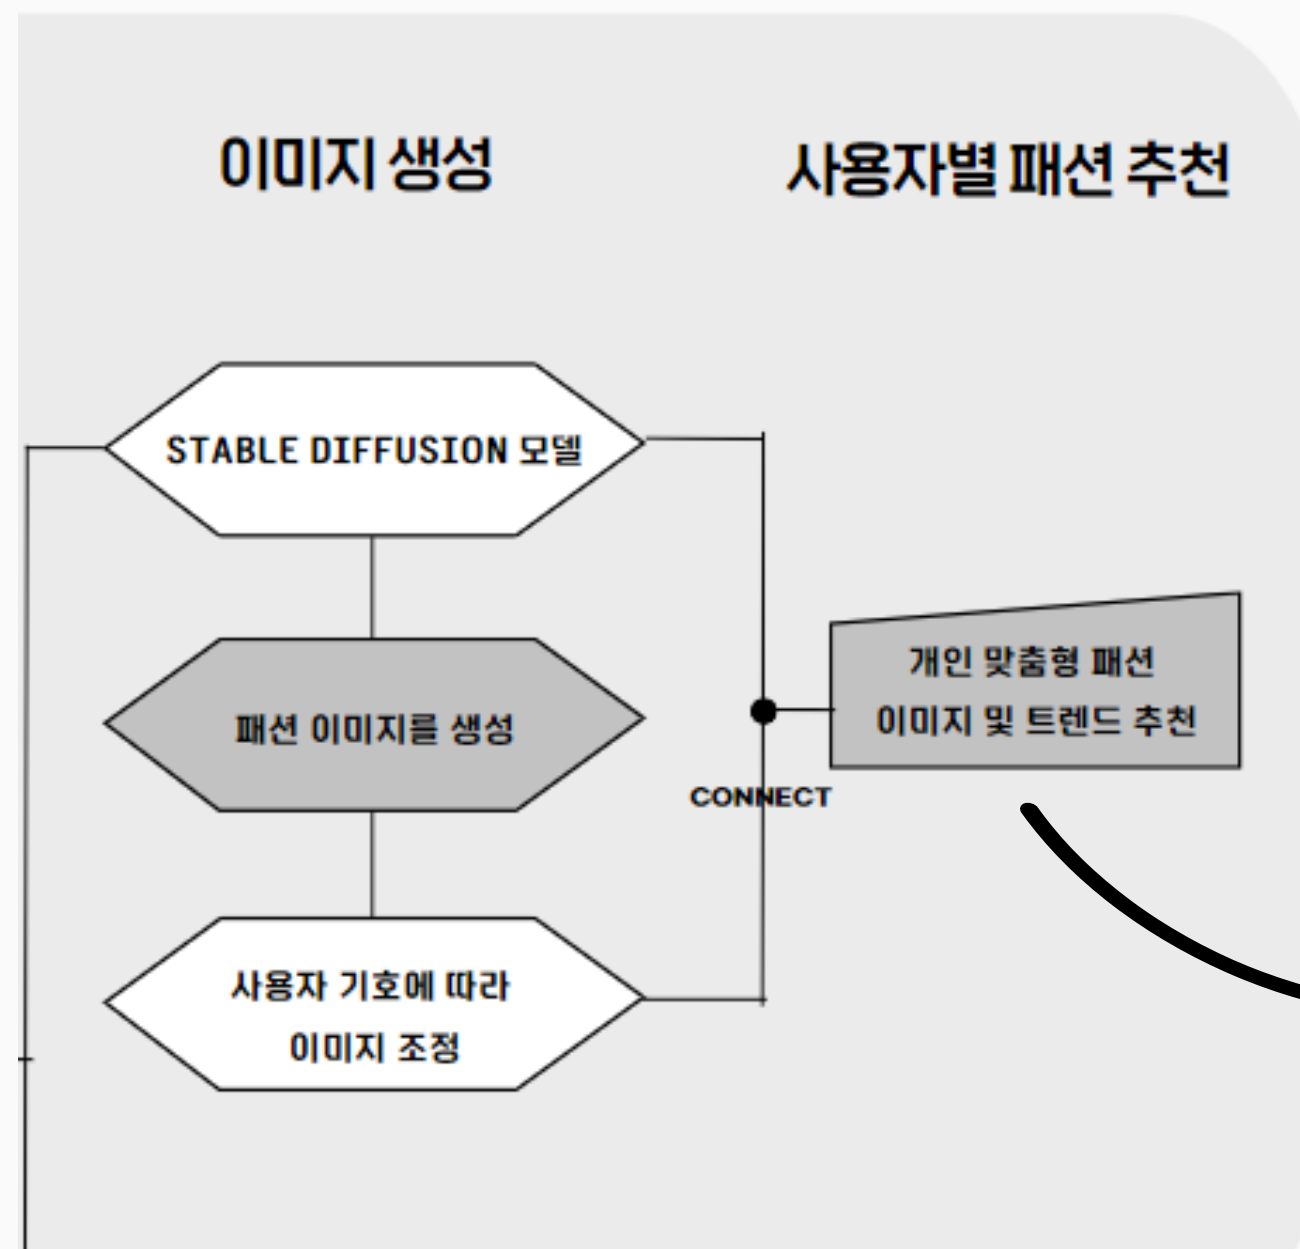 이미지 생성
사용자별 패션 추천
STABLE DIFFUSION 모델
패션 이미지를 생성
개인 맞춤형 패션
이미지 및 트렌드 추천
CONNECT
사용자 기호에 따라
이미지 조정